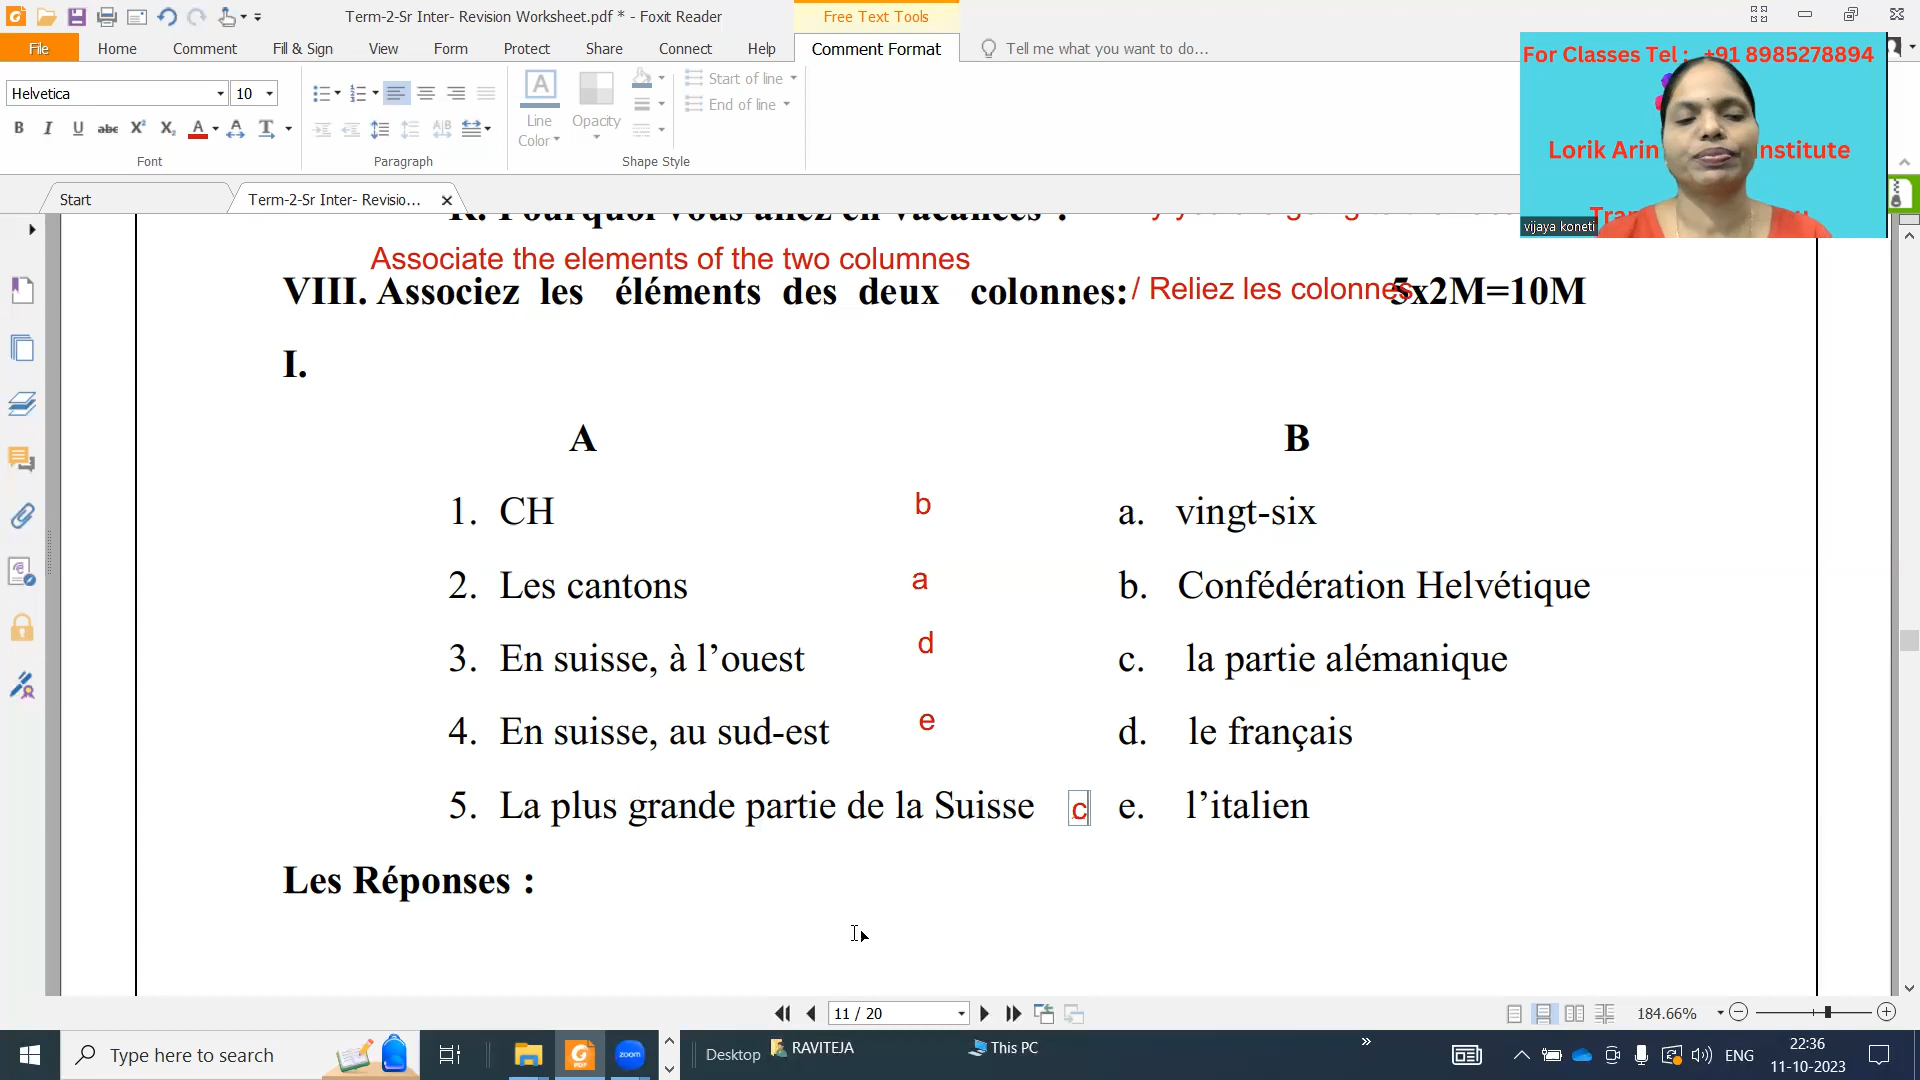 Term-2-Sr Inter- Revision Worksheet.pdf * - Foxit Reader
Free Text Tools
File Home Comment Fill & Sign View Form Protect Share Connect Help Comment Format Tell me what you want to do...
Helvetica 10
Start of line
End of line
Line Color
Opacity
Font Paragraph Shape Style
Start
Term-2-Sr Inter- Revisio...
For Classes Tel : +91 8985278894
Lorik Arin
vijaya koneti
Pourquoi vous allez en vacances ?
Associate the elements of the two columnes
VIII. Associez les éléments des deux colonnes: / Reliez les colonnes 5x2M=10M
I.
A B
1. CH b a. vingt-six
2. Les cantons a b. Confédération Helvétique
3. En suisse, à l’ouest d c. la partie alémanique
4. En suisse, au sud-est e d. le français
5. La plus grande partie de la Suisse c e. l’italien
Les Réponses :
11 / 20
184.66%
Type here to search
zoom
Desktop
RAVITEJA
This PC
ENG
22:36
11-10-2023